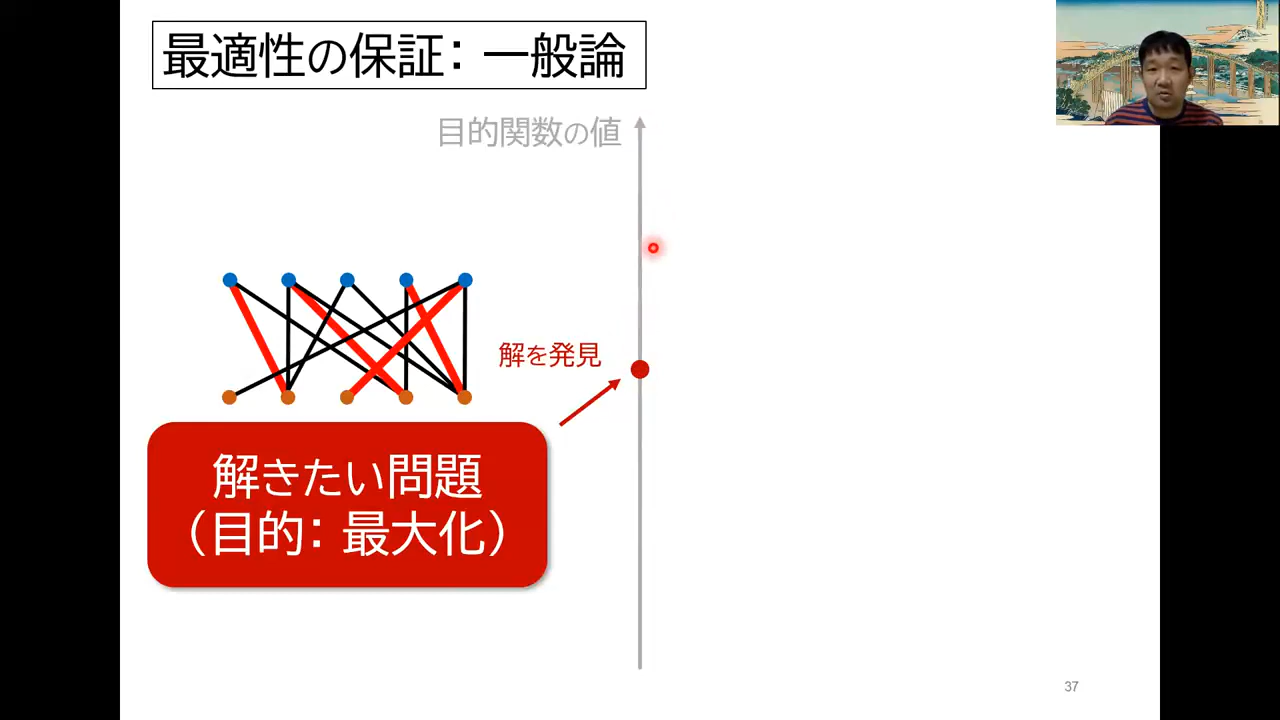 最適性の保証：一般論
目的関数の値
解を発見
解きたい問題
（目的：最大化）
37